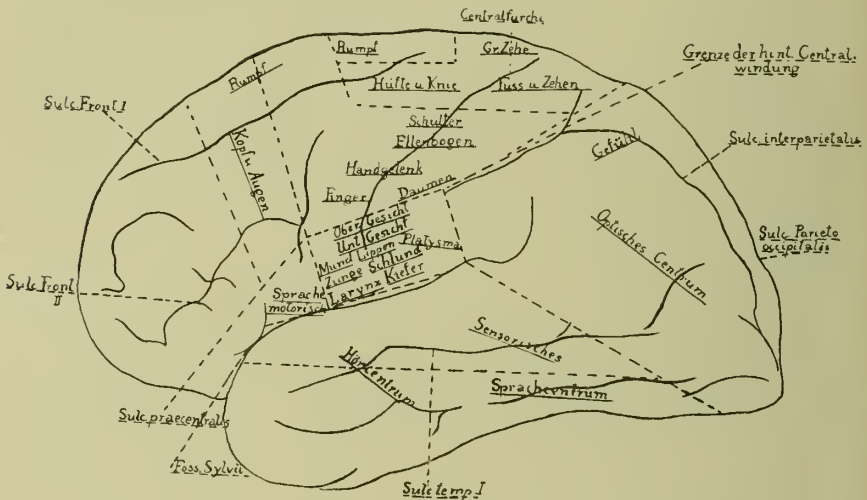 Centralfurche
Rumpf
Gr. Zehe
Grenze der hint. Central-
windung
Rumpf
Hüfte u Knie
Fuss u Zehen
Sulc. Front I
Schulter
Ellenbogen
Gefühl
Sulc. interparietalis
Kopf u Augen
Handgelenk
Daumen
Finger
Ober Gesicht
Unt. Gesicht
Optisches Centrum
Sulc. Parieto
occipitalis
Mund Lippen
Platysma
Zunge Schlund
Sulc. Front
II
Sprache
motorisch
Larynx Kiefer
Sensorisches
Hörcentrum
Sprachcentrum
Sulc. praecentralis
Foss. Sylvii
Sulc. temp. I